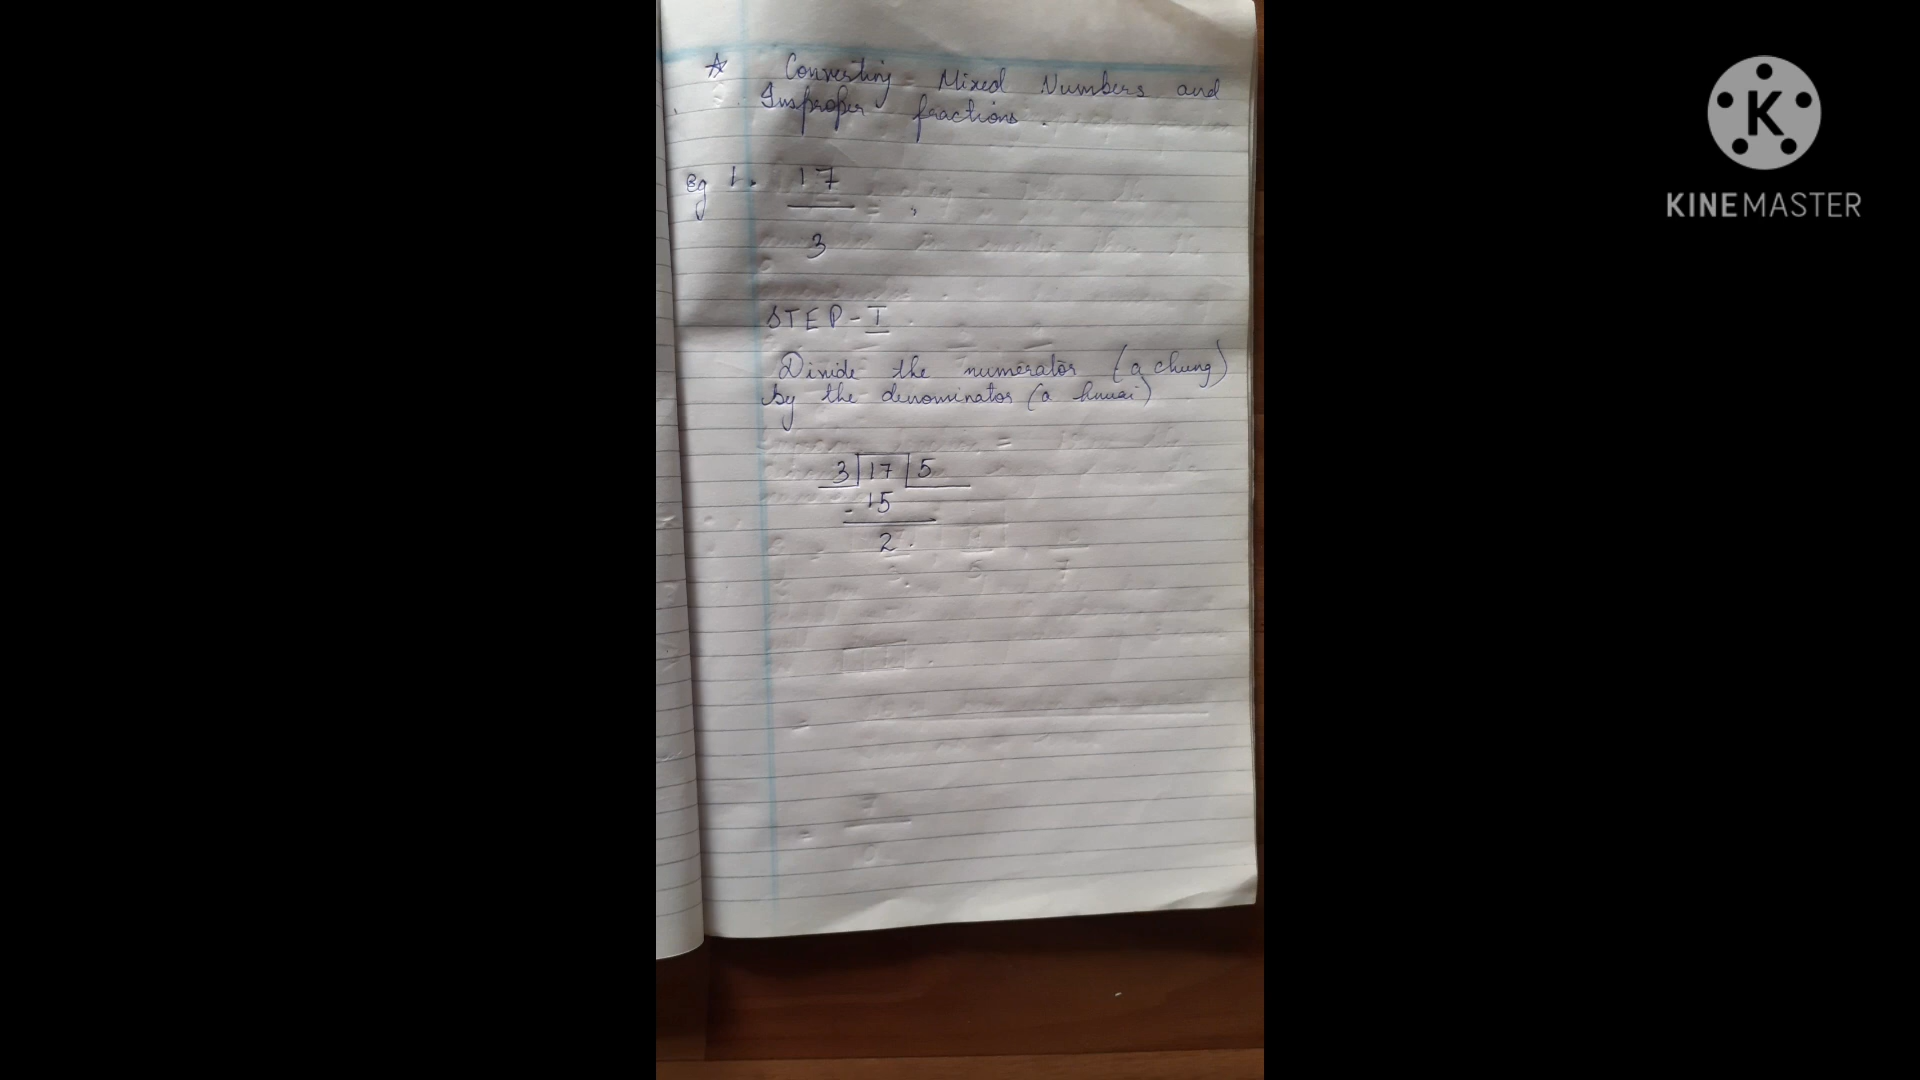 ☆ Converting Mixed Numbers and
Improper fractions.
eg 1. 17
=
3
STEP-I
Divide the numerator (a chung)
by the denominator (a hnuai)
3 17 5
- 15
2
K
KINEMASTER